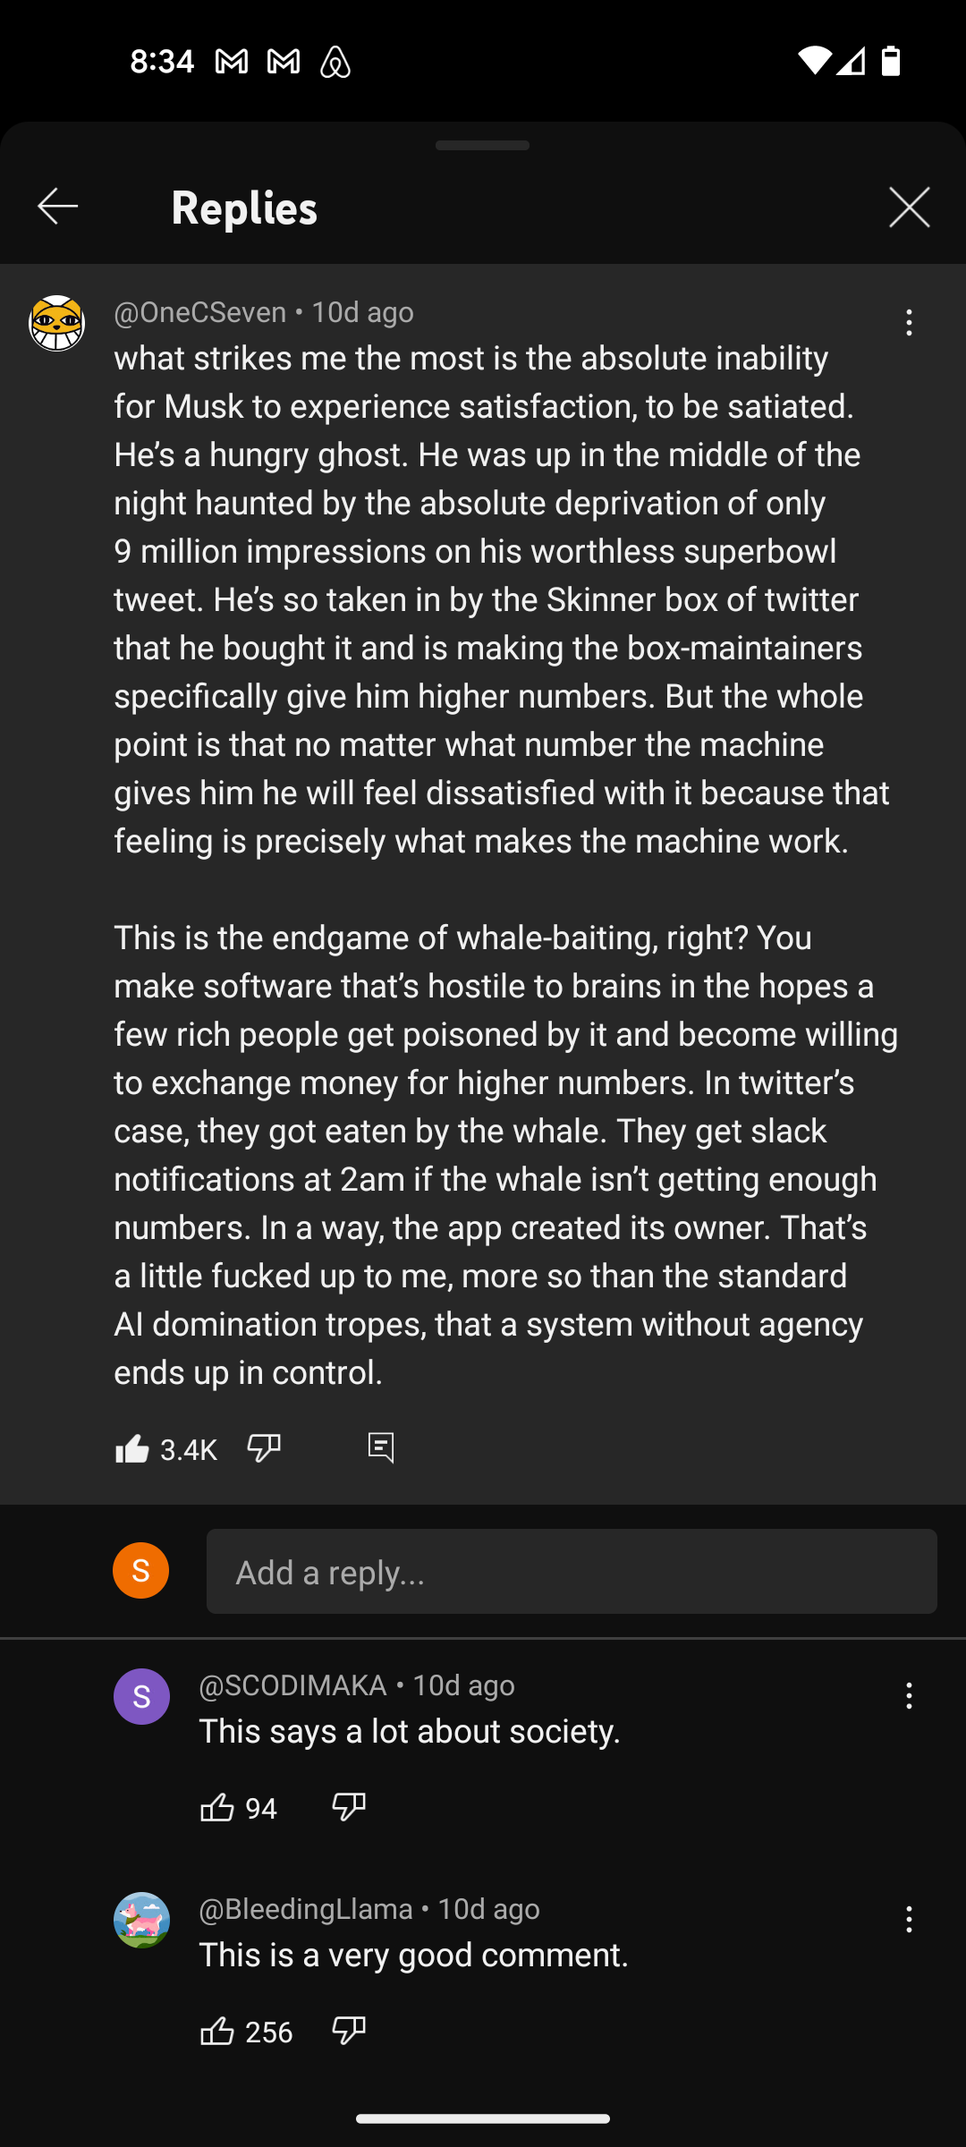 8:34
Replies
@OneCSeven • 10d ago
what strikes me the most is the absolute inability
for Musk to experience satisfaction, to be satiated.
He’s a hungry ghost. He was up in the middle of the
night haunted by the absolute deprivation of only
9 million impressions on his worthless superbowl
tweet. He’s so taken in by the Skinner box of twitter
that he bought it and is making the box-maintainers
specifically give him higher numbers. But the whole
point is that no matter what number the machine
gives him he will feel dissatisfied with it because that
feeling is precisely what makes the machine work.
This is the endgame of whale-baiting, right? You
make software that’s hostile to brains in the hopes a
few rich people get poisoned by it and become willing
to exchange money for higher numbers. In twitter’s
case, they got eaten by the whale. They get slack
notifications at 2am if the whale isn’t getting enough
numbers. In a way, the app created its owner. That’s
a little fucked up to me, more so than the standard
AI domination tropes, that a system without agency
ends up in control.
3.4K
S
Add a reply...
S
@SCODIMAKA • 10d ago
This says a lot about society.
94
@BleedingLlama • 10d ago
This is a very good comment.
256